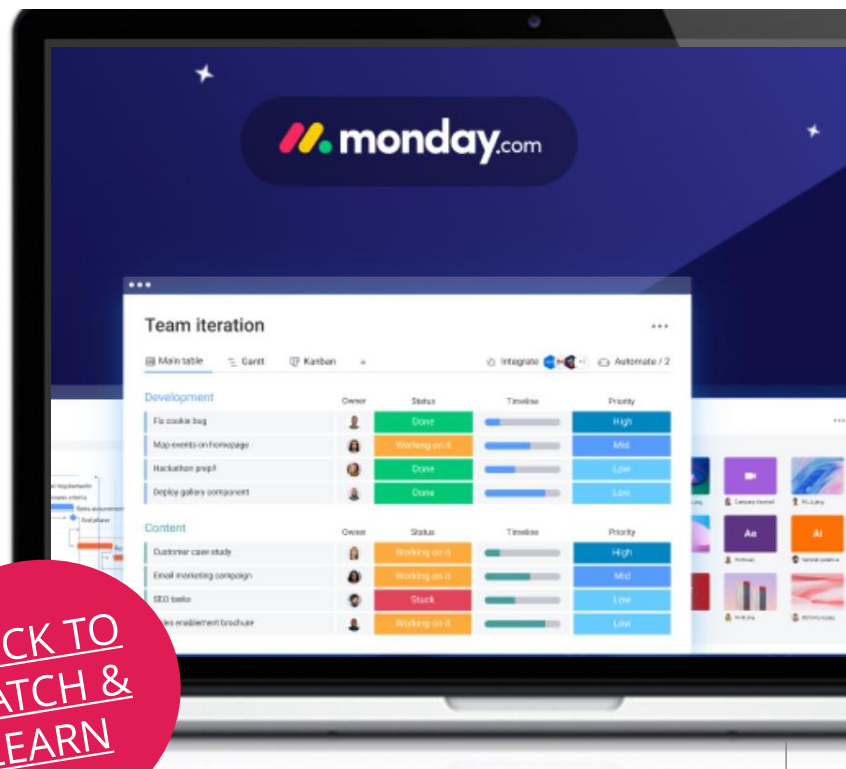 monday.com
Team iteration
Main table Gantt Kanban + Integrate Automate / 2
Development Owner Status Timeline Priority
Fix cookie bug Done High
Map events on homepage Working on it Mid
Hackathon prep!! Done Low
Deploy gallery component Done Low
Content Owner Status Timeline Priority
Customer case study Working on it High
Email marketing campaign Working on it Mid
SEO tasks Stuck Low
enablement brochure Working on it Low
Ae Ai
CK TO
ATCH &
EARN